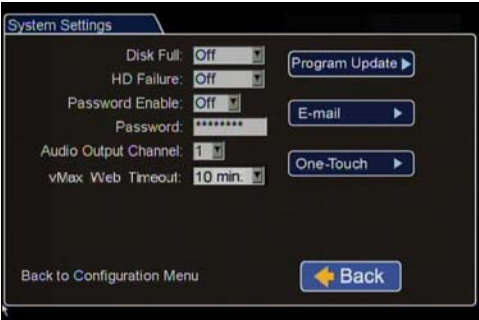 System Settings
Disk Full: Off
HD Failure: Off
Password Enable: Off
Password: ********
Audio Output Channel: 1
vMax Web Timeout: 10 min.
Program Update
E-mail
One-Touch
Back to Configuration Menu
Back